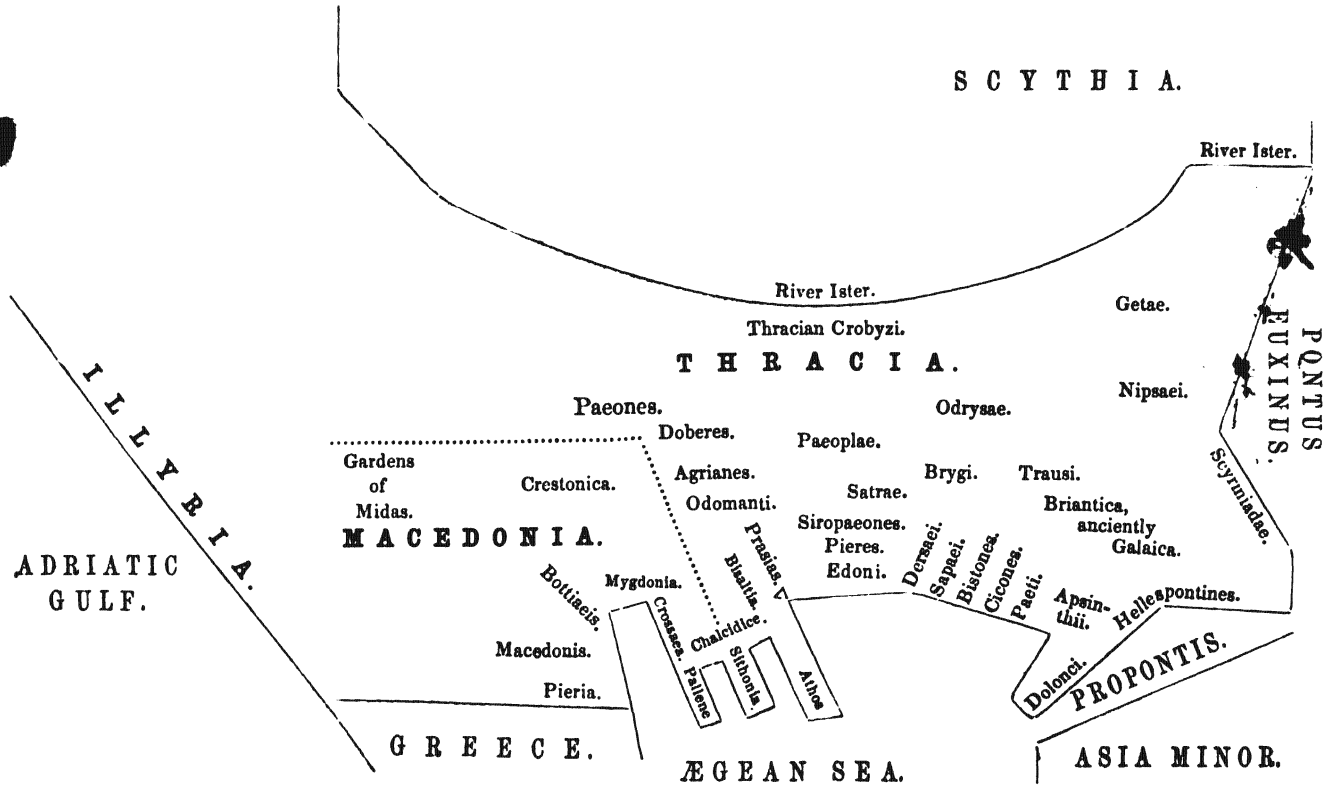 SCYTHIA.
River Ister.
River Ister.
Getae.
Thracian Crobyzi.
THRACIA.
PONTUS
EUXINUS.
Nipsaei.
Paeones.
Odrysae.
Doberes.
Paeoplae.
ILLYRIA.
Gardens
of
Midas.
Crestonica.
Agrianes.
Odomanti.
Satrae.
Brygi.
Trausi.
Scyrmiadae.
Briantica,
anciently
Galaica.
MACEDONIA.
Siropaeones.
Pieres.
Edoni.
Prasias.
Bisaltia.
Dersaei.
Sapaei.
Bistones.
Cicones.
Paeti.
Apsin-
thii.
Hellespontines.
ADRIATIC
GULF.
Bottiaeis.
Mygdonia.
Crossaea.
Chalcidice.
Macedonis.
Pallene
Sithonia.
Athos
Dolonci.
PROPONTIS.
Pieria.
GREECE.
ÆGEAN SEA.
ASIA MINOR.